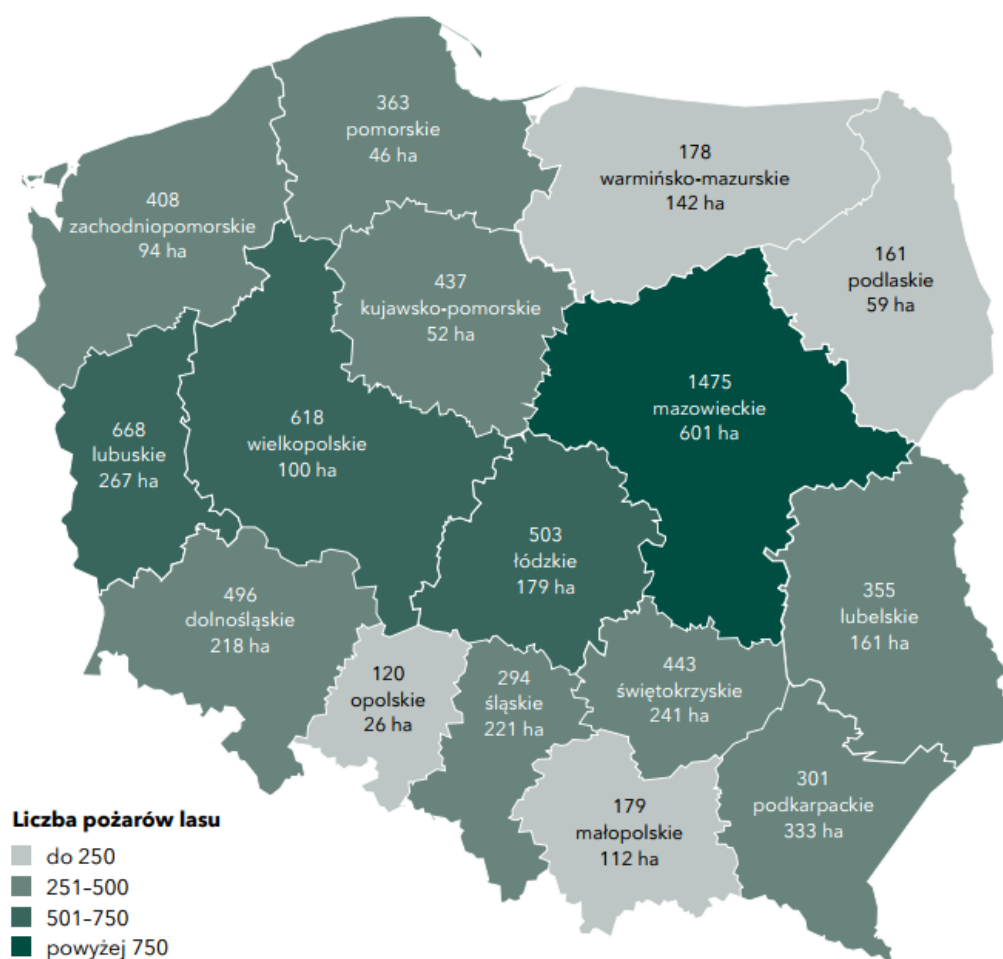 363
pomorskie
46 ha
178
warmińsko-mazurskie
142 ha
408
zachodniopomorskie
94 ha
161
podlaskie
59 ha
437
kujawsko-pomorskie
52 ha
1475
mazowieckie
601 ha
668
lubuskie
267 ha
618
wielkopolskie
100 ha
503
łódzkie
179 ha
355
lubelskie
161 ha
496
dolnośląskie
218 ha
120
opolskie
26 ha
294
śląskie
221 ha
443
świętokrzyskie
241 ha
179
małopolskie
112 ha
301
podkarpackie
333 ha
Liczba pożarów lasu
do 250
251–500
501–750
powyżej 750